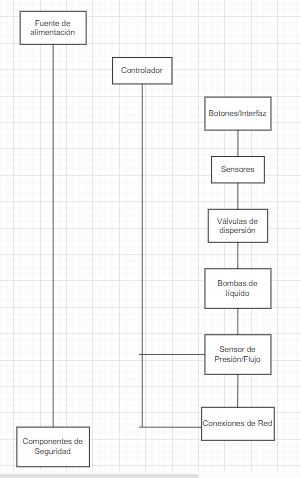 Fuente de
alimentación
Controlador
Botones/Interfaz
Sensores
Válvulas de
dispersión
Bombas de
líquido
Sensor de
Presión/Flujo
Conexiones de Red
Componentes de
Seguridad